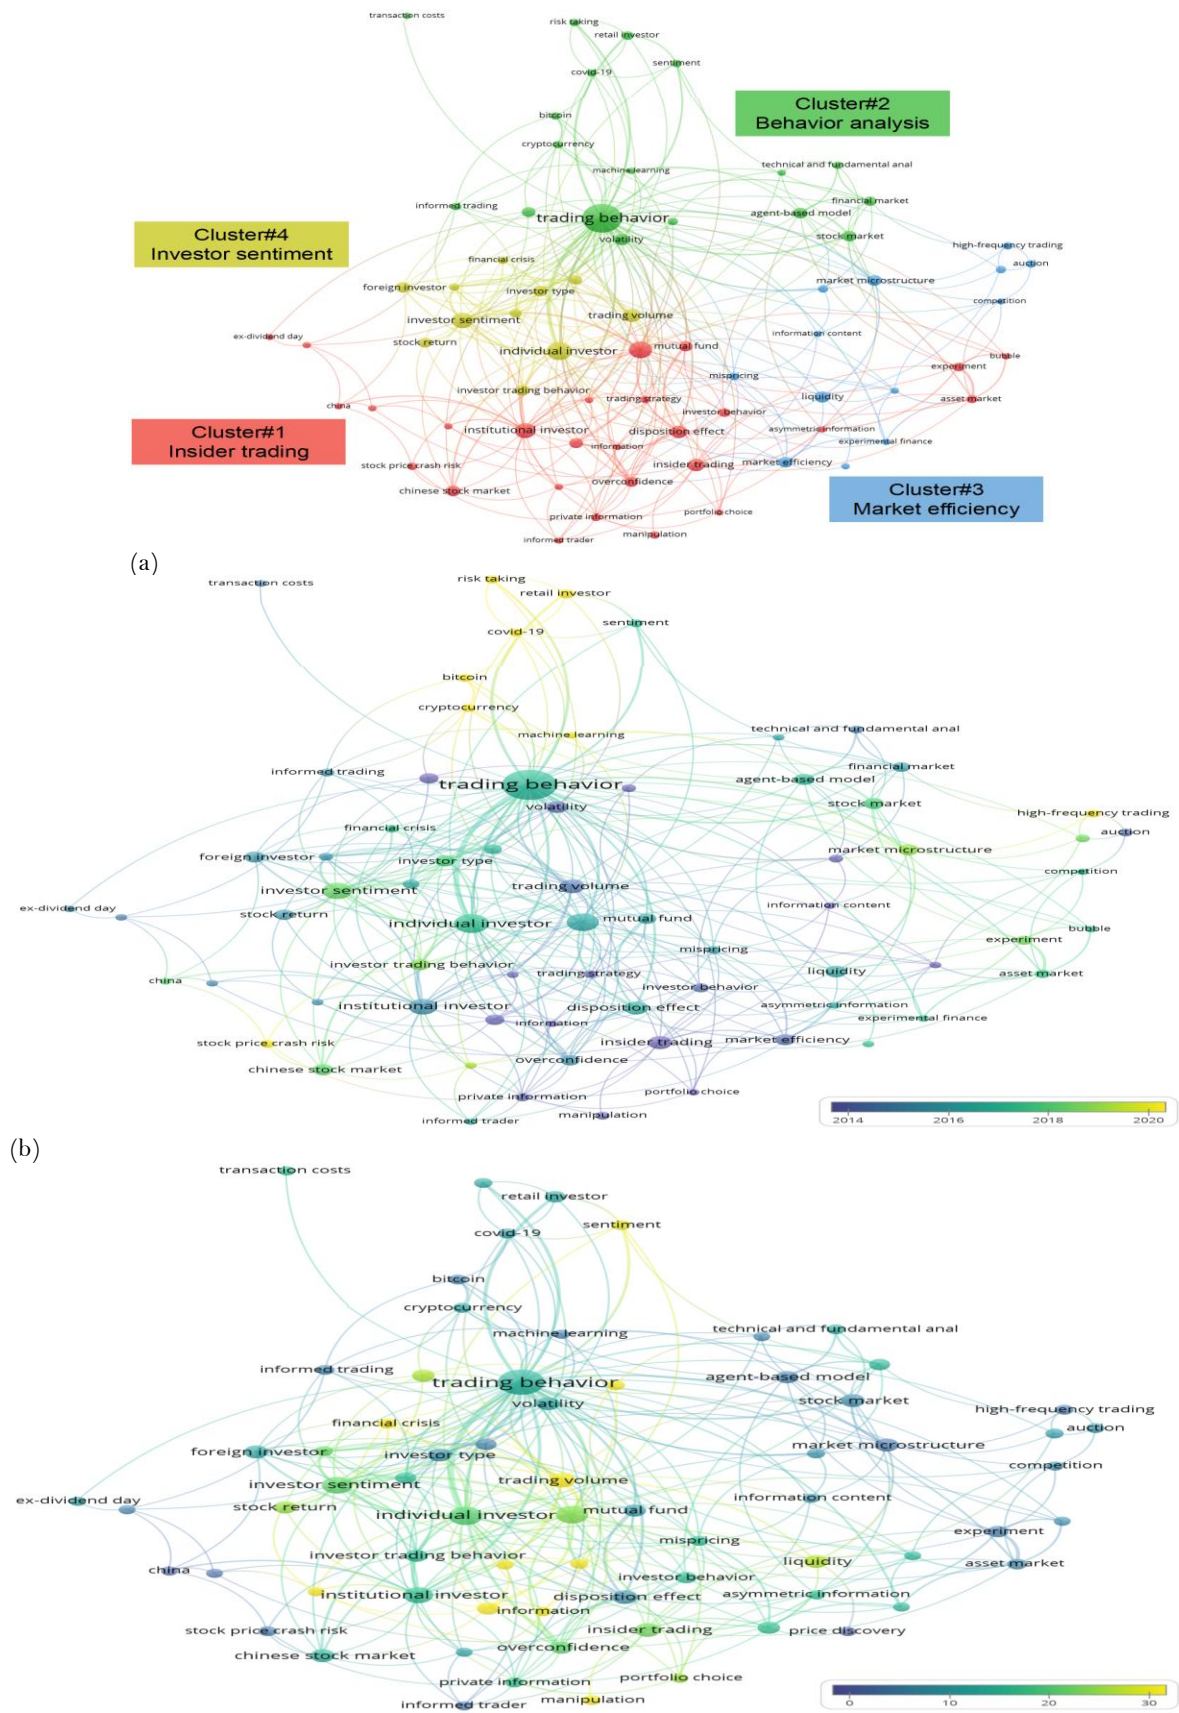 transaction costs
risk taking
retail investor
sentiment
covid-19
Cluster#2
Behavior analysis
bitcoin
cryptocurrency
machine learning
technical and fundamental anal
informed trading
trading behavior
financial market
agent-based model
volatility
stock market
Cluster#4
Investor sentiment
high-frequency trading
auction
financial crisis
market microstructure
foreign investor
investor type
competition
investor sentiment
trading volume
information content
ex-dividend day
stock return
individual investor
mutual fund
bubble
experiment
mispricing
investor trading behavior
liquidity
asset market
china
trading strategy
investor behavior
Cluster#1
Insider trading
institutional investor
disposition effect
asymmetric information
information
experimental finance
stock price crash risk
insider trading
market efficiency
overconfidence
chinese stock market
Cluster#3
Market efficiency
private information
portfolio choice
informed trader
manipulation
(a)
transaction costs
risk taking
retail investor
sentiment
covid-19
bitcoin
cryptocurrency
machine learning
technical and fundamental anal
informed trading
financial market
trading behavior
agent-based model
volatility
stock market
high-frequency trading
financial crisis
auction
foreign investor
investor type
market microstructure
competition
investor sentiment
trading volume
information content
ex-dividend day
stock return
individual investor
mutual fund
bubble
experiment
mispricing
investor trading behavior
china
trading strategy
liquidity
asset market
investor behavior
institutional investor
disposition effect
asymmetric information
information
experimental finance
stock price crash risk
insider trading
market efficiency
overconfidence
chinese stock market
private information
portfolio choice
informed trader
manipulation
2014
2016
2018
2020
(b)
transaction costs
retail investor
sentiment
covid-19
bitcoin
cryptocurrency
machine learning
technical and fundamental anal
informed trading
trading behavior
agent-based model
volatility
stock market
high-frequency trading
financial crisis
auction
foreign investor
investor type
market microstructure
competition
investor sentiment
trading volume
information content
ex-dividend day
stock return
individual investor
mutual fund
experiment
mispricing
investor trading behavior
china
liquidity
asset market
investor behavior
institutional investor
disposition effect
asymmetric information
information
stock price crash risk
insider trading
price discovery
overconfidence
chinese stock market
private information
portfolio choice
informed trader
manipulation
0
10
20
30